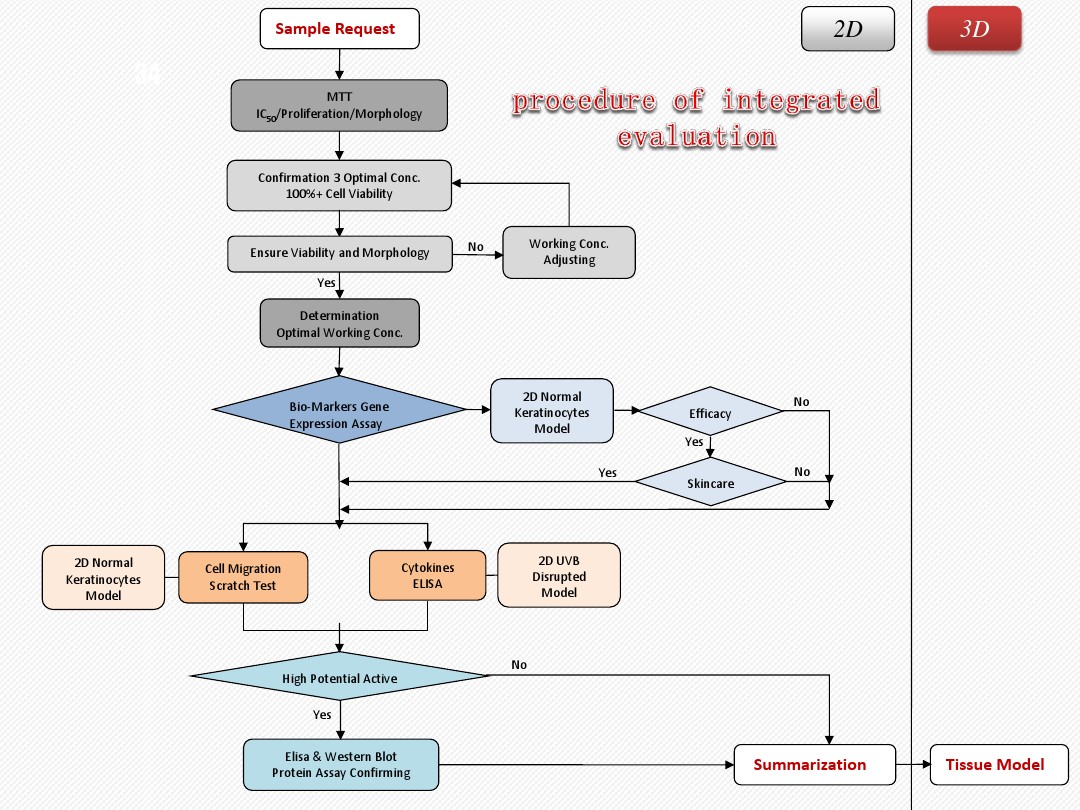 Sample Request
2D
3D
04
procedure of integrated
evaluation
MTT
IC50/Proliferation/Morphology
Confirmation 3 Optimal Conc.
100%+ Cell Viability
Ensure Viability and Morphology
No
Working Conc.
Adjusting
Yes
Determination
Optimal Working Conc.
Bio-Markers Gene
Expression Assay
2D Normal
Keratinocytes
Model
Efficacy
No
Yes
Skincare
No
Yes
2D Normal
Keratinocytes
Model
Cell Migration
Scratch Test
Cytokines
ELISA
2D UVB
Disrupted
Model
High Potential Active
No
Yes
Elisa & Western Blot
Protein Assay Confirming
Summarization
Tissue Model